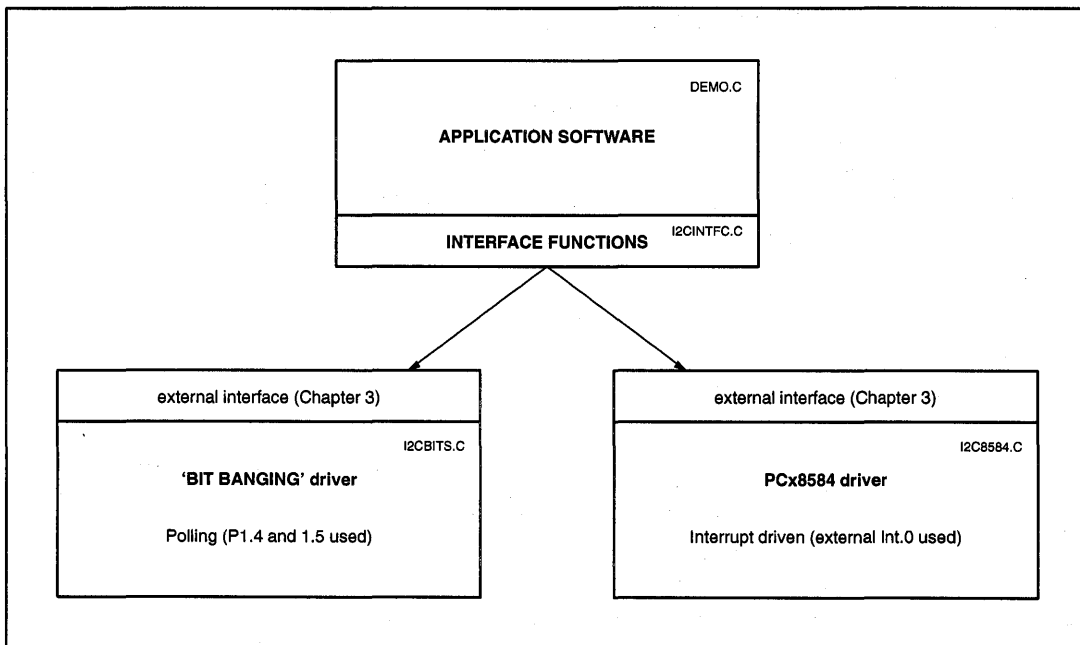 DEMO.C
APPLICATION SOFTWARE
I2CINTFC.C
INTERFACE FUNCTIONS
external interface (Chapter 3)
I2CBITS.C
‘BIT BANGING’ driver
Polling (P1.4 and 1.5 used)
external interface (Chapter 3)
I2C8584.C
PCx8584 driver
Interrupt driven (external Int.0 used)